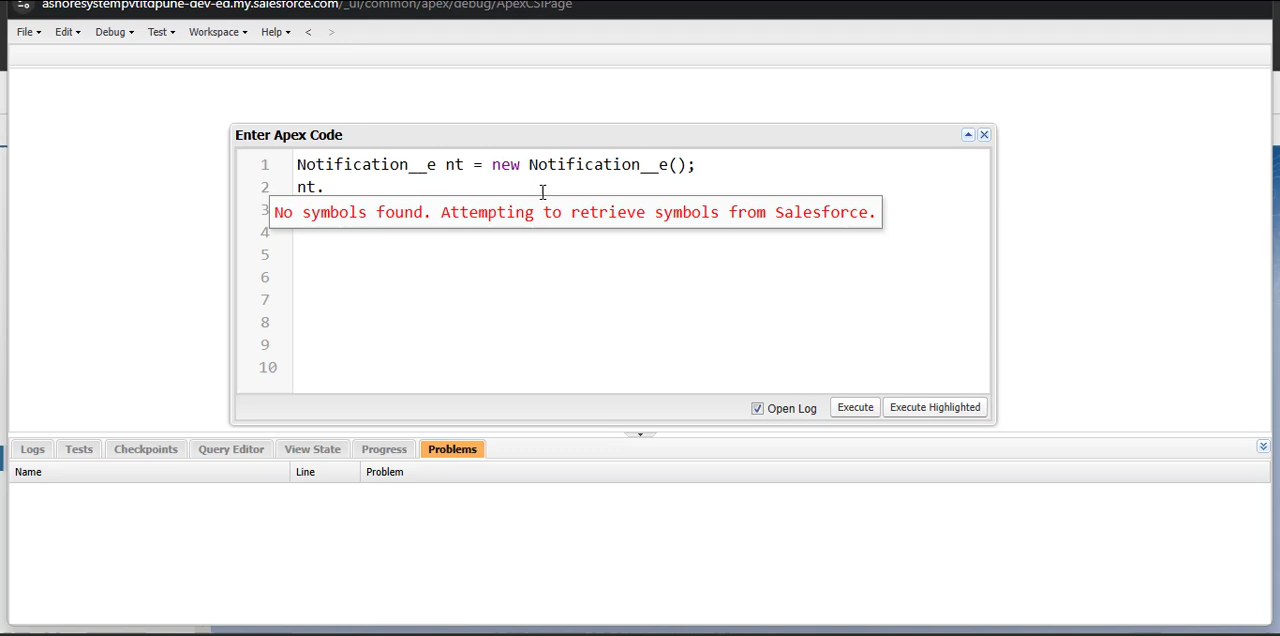 ashoresystempvtltdpune-dev-ed.my.salesforce.com/_ui/common/apex/debug/ApexCSIPage
File Edit Debug Test Workspace Help < >
Enter Apex Code
1 Notification__e nt = new Notification__e();
2 nt.
3 No symbols found. Attempting to retrieve symbols from Salesforce.
4
5
6
7
8
9
10
Open Log Execute Execute Highlighted
Logs Tests Checkpoints Query Editor View State Progress Problems
Name Line Problem